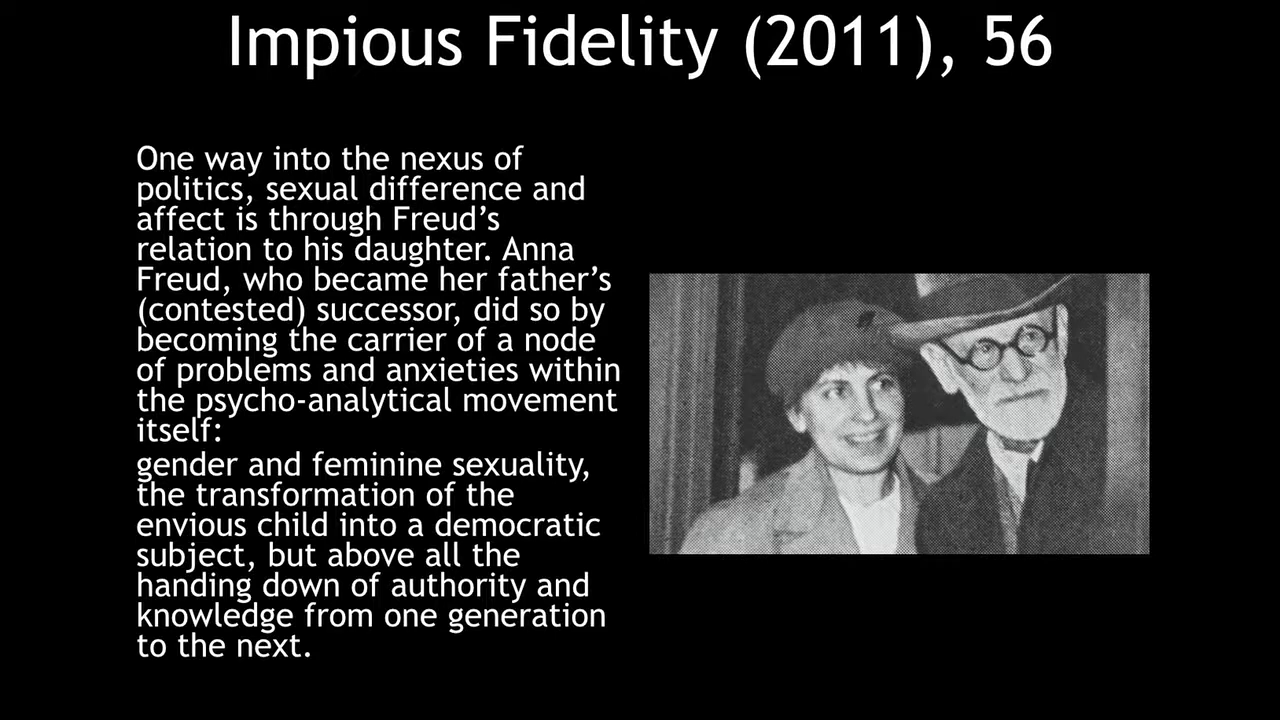 Impious Fidelity (2011), 56
One way into the nexus of
politics, sexual difference and
affect is through Freud’s
relation to his daughter. Anna
Freud, who became her father’s
(contested) successor, did so by
becoming the carrier of a node
of problems and anxieties within
the psycho-analytical movement
itself:
gender and feminine sexuality,
the transformation of the
envious child into a democratic
subject, but above all the
handing down of authority and
knowledge from one generation
to the next.